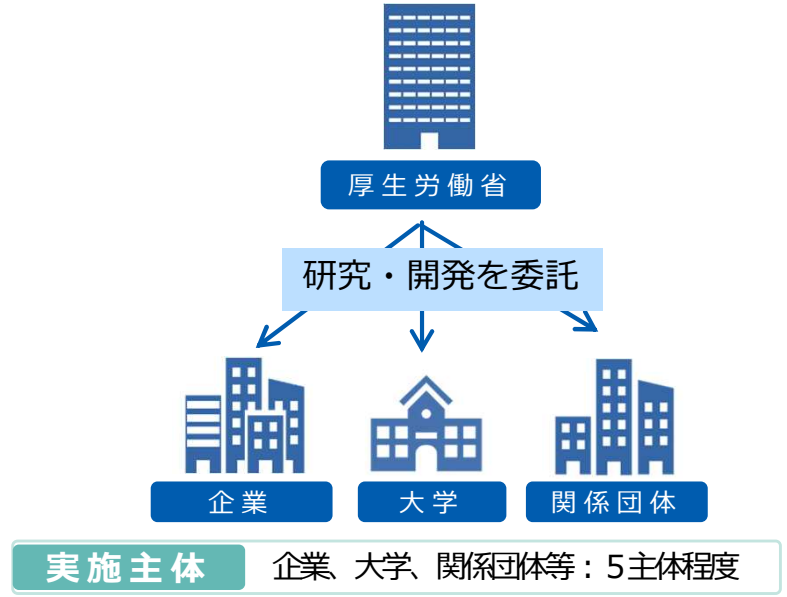 厚生労働省
研究・開発を委託
企業
大学
関係団体
実施主体
企業、大学、関係団体等：５主体程度